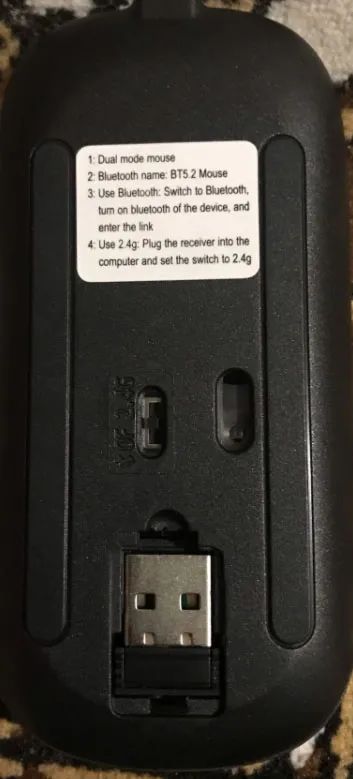 1: Dual mode mouse
2: Bluetooth name: BT5.2 Mouse
3: Use Bluetooth: Switch to Bluetooth,
turn on bluetooth of the device, and
enter the link
4: Use 2.4g: Plug the receiver into the
computer and set the switch to 2.4g
2.4G